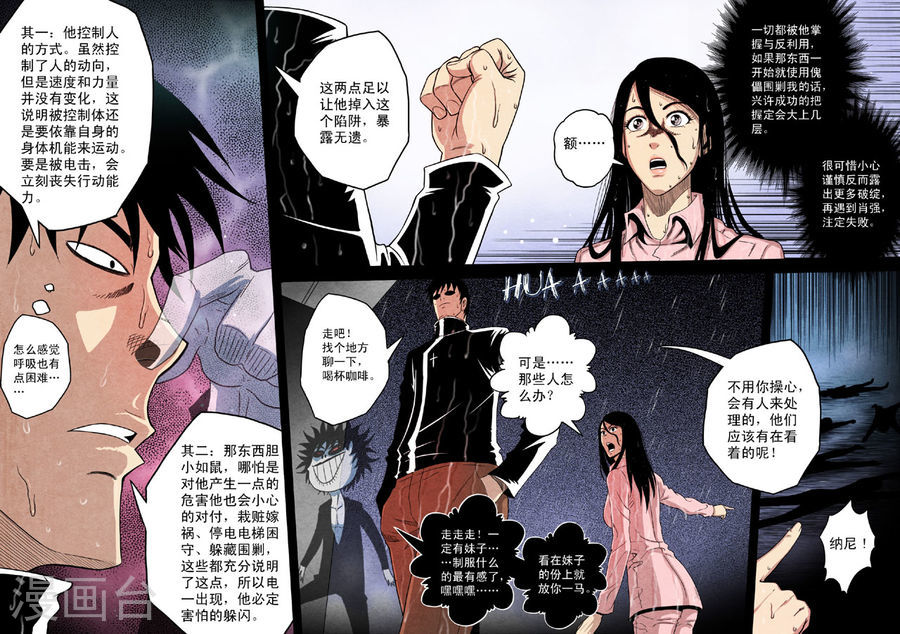 其一：他控制人
的方式。虽然控
制了人的动向，
但是速度和力量
并没有变化，这
说明被控制体还
是要依靠自身的
身体机能来运动。
要是被电击，会
立刻丧失行动能
力。
怎么感觉
呼吸也有
点困难…
…
其二：那东西胆
小如鼠，哪怕是
对他产生一点的
危害他也会小心
的对付，栽赃嫁
祸、停电电梯困
守、躲藏围剿，
这些都充分说明
了这点，所以电
一出现，他必定
害怕的躲闪。
这两点足以
让他掉入这
个陷阱，暴
露无遗。
额……
一切都被他掌
握与反利用，
如果那东西一
开始就使用傀
儡围剿我的话，
兴许成功的把
握定会大上几
层。
很可惜小心
谨慎反而露
出更多破绽，
再遇到肖强，
注定失败。
HUA A A A A A
走吧！
找个地方
聊一下，
喝杯咖啡。
可是……
那些人怎
么办？
不用你操心，
会有人来处
理的，他们
应该有在看
着的呢！
走走走！一
定有妹子…
…制服什么
的最有感了，
嘿嘿嘿……
看在妹子
的份上就
放你一马。
纳尼！
漫画台